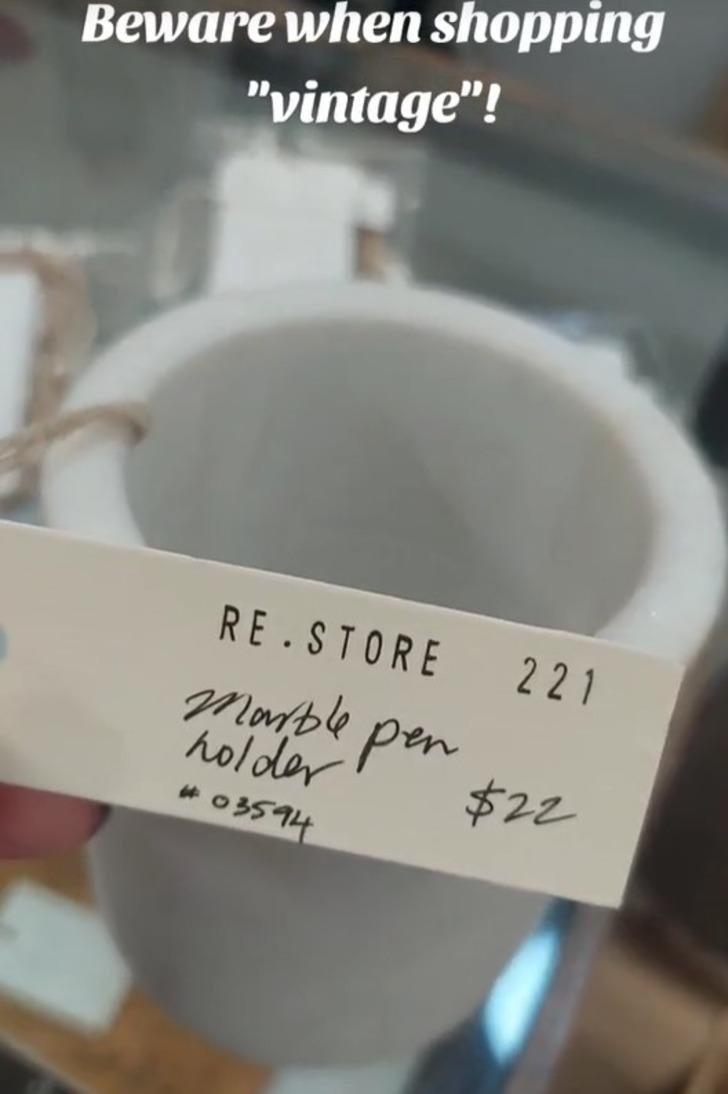 Beware when shopping
"vintage"!
RE.STORE 221
Marble pen
holder
# 03594 $22